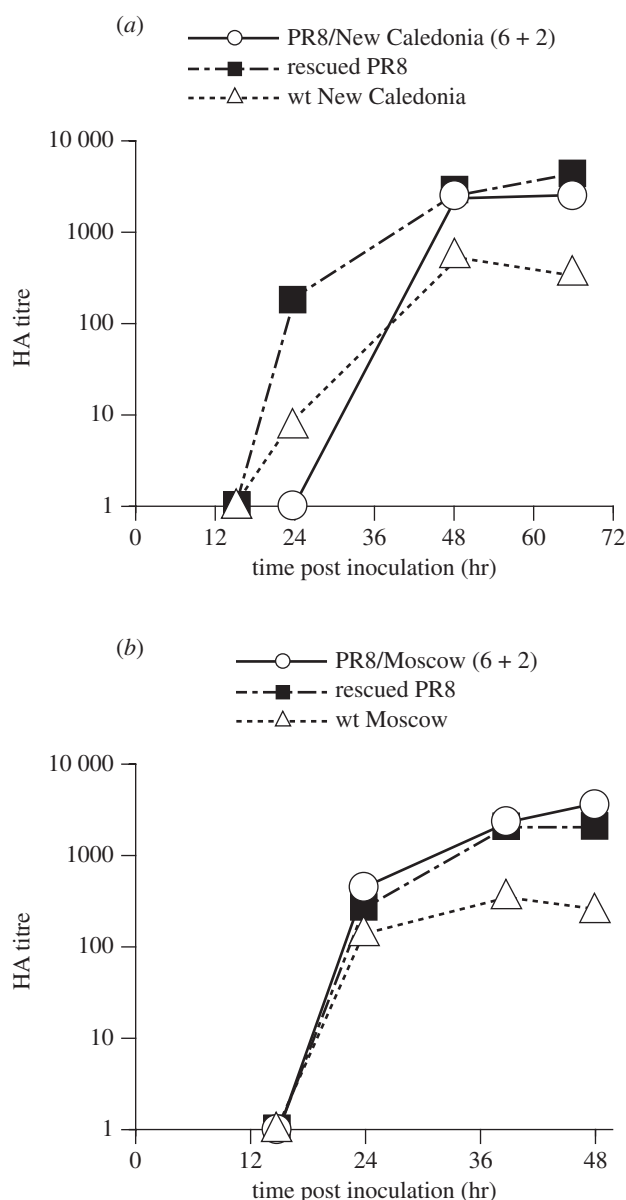 (a)
PR8/New Caledonia (6 + 2)
rescued PR8
wt New Caledonia
10 000
1000
100
10
1
HA titre
0 12 24 36 48 60 72
time post inoculation (hr)
(b)
PR8/Moscow (6 + 2)
rescued PR8
wt Moscow
10 000
1000
100
10
1
HA titre
0 12 24 36 48
time post inoculation (hr)